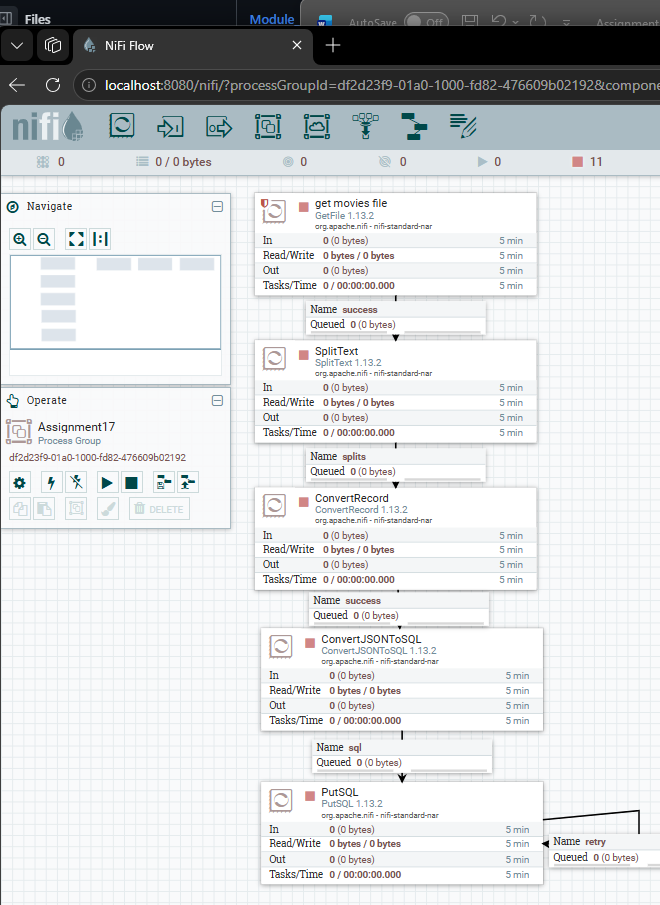 Files
Module
AutoSave
Off
Assignment
NiFi Flow
localhost:8080/nifi/?processGroupId=df2d23f9-01a0-1000-fd82-476609b02192&compone
nifi
0
0 / 0 bytes
0
0
0
11
Navigate
Operate
Assignment17
Process Group
df2d23f9-01a0-1000-fd82-476609b02192
DELETE
get movies file
GetFile 1.13.2
org.apache.nifi - nifi-standard-nar
In 0 (0 bytes) 5 min
Read/Write 0 bytes / 0 bytes 5 min
Out 0 (0 bytes) 5 min
Tasks/Time 0 / 00:00:00.000 5 min
Name success
Queued 0 (0 bytes)
SplitText
SplitText 1.13.2
org.apache.nifi - nifi-standard-nar
In 0 (0 bytes) 5 min
Read/Write 0 bytes / 0 bytes 5 min
Out 0 (0 bytes) 5 min
Tasks/Time 0 / 00:00:00.000 5 min
Name splits
Queued 0 (0 bytes)
ConvertRecord
ConvertRecord 1.13.2
org.apache.nifi - nifi-standard-nar
In 0 (0 bytes) 5 min
Read/Write 0 bytes / 0 bytes 5 min
Out 0 (0 bytes) 5 min
Tasks/Time 0 / 00:00:00.000 5 min
Name success
Queued 0 (0 bytes)
ConvertJSONToSQL
ConvertJSONToSQL 1.13.2
org.apache.nifi - nifi-standard-nar
In 0 (0 bytes) 5 min
Read/Write 0 bytes / 0 bytes 5 min
Out 0 (0 bytes) 5 min
Tasks/Time 0 / 00:00:00.000 5 min
Name sql
Queued 0 (0 bytes)
PutSQL
PutSQL 1.13.2
org.apache.nifi - nifi-standard-nar
In 0 (0 bytes) 5 min
Read/Write 0 bytes / 0 bytes 5 min
Out 0 (0 bytes) 5 min
Tasks/Time 0 / 00:00:00.000 5 min
Name retry
Queued 0 (0 bytes)